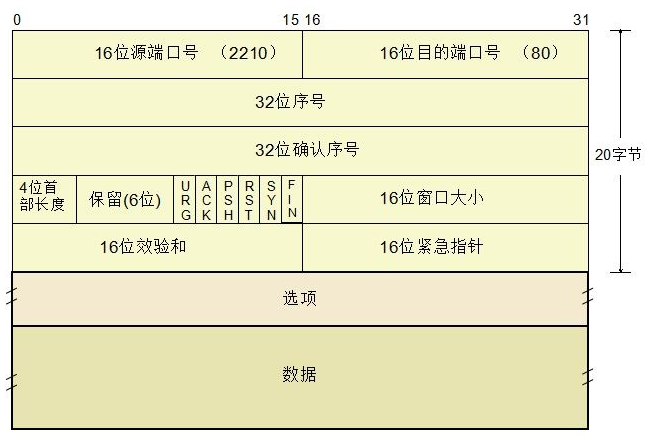 0 15 16 31
16位源端口号 （2210） 16位目的端口号 （80）
32位序号
32位确认序号
20字节
4位首
部长度
保留(6位)
URG
ACK
PSH
RST
SYN
FIN
16位窗口大小
16位效验和 16位紧急指针
选项
数据